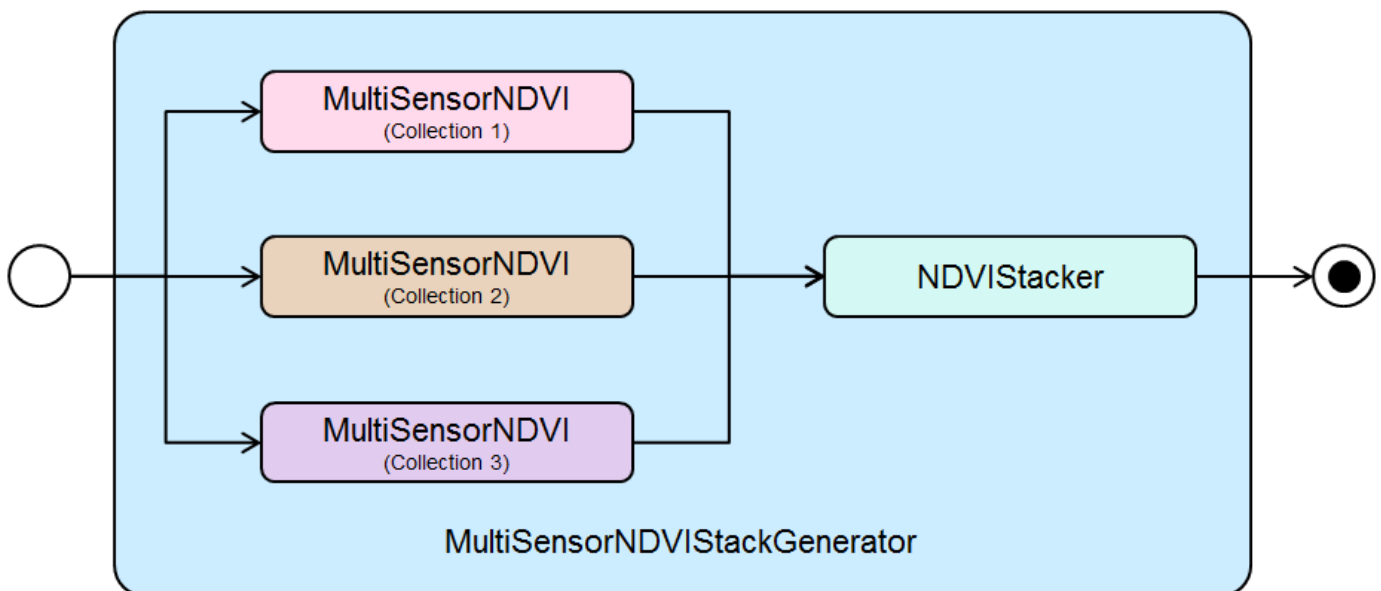 MultiSensorNDVI
(Collection 1)
MultiSensorNDVI
(Collection 2)
NDVIStacker
MultiSensorNDVI
(Collection 3)
MultiSensorNDVIStackGenerator